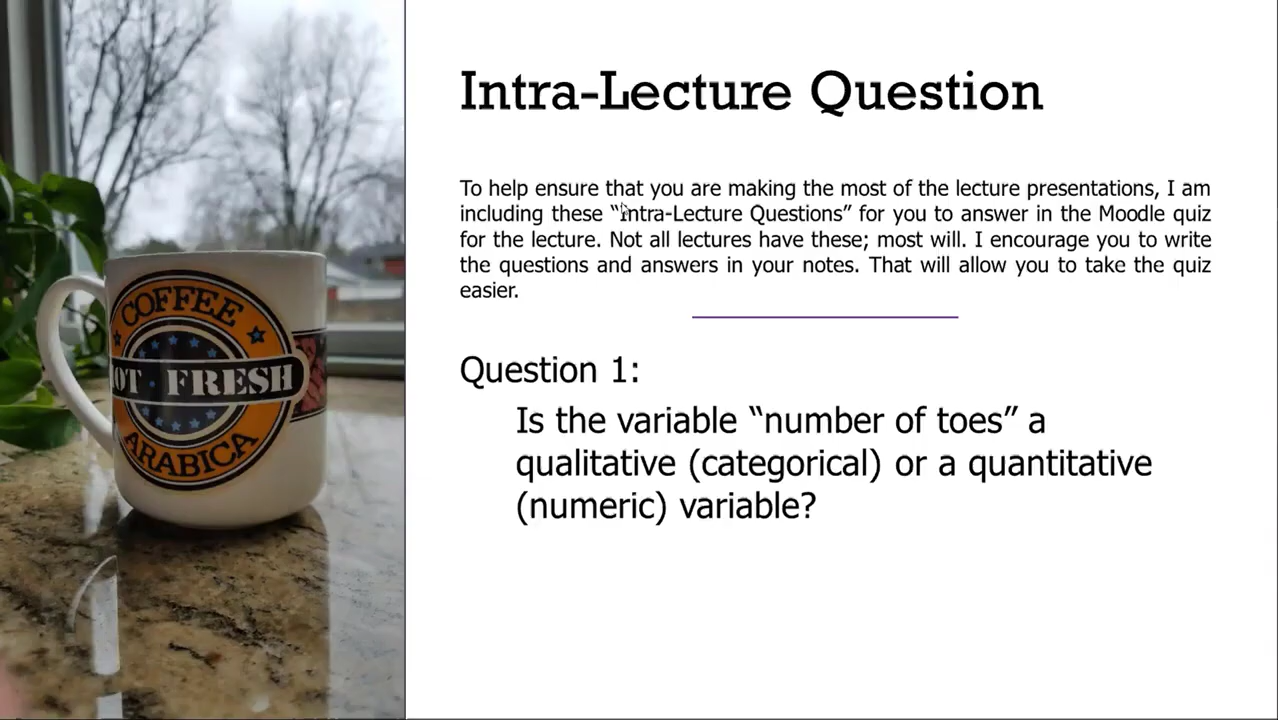 Intra-Lecture Question
To help ensure that you are making the most of the lecture presentations, I am
including these “Intra-Lecture Questions” for you to answer in the Moodle quiz
for the lecture. Not all lectures have these; most will. I encourage you to write
the questions and answers in your notes. That will allow you to take the quiz
easier.
Question 1:
Is the variable “number of toes” a
qualitative (categorical) or a quantitative
(numeric) variable?
COFFEE
OT FRESH
ARABICA